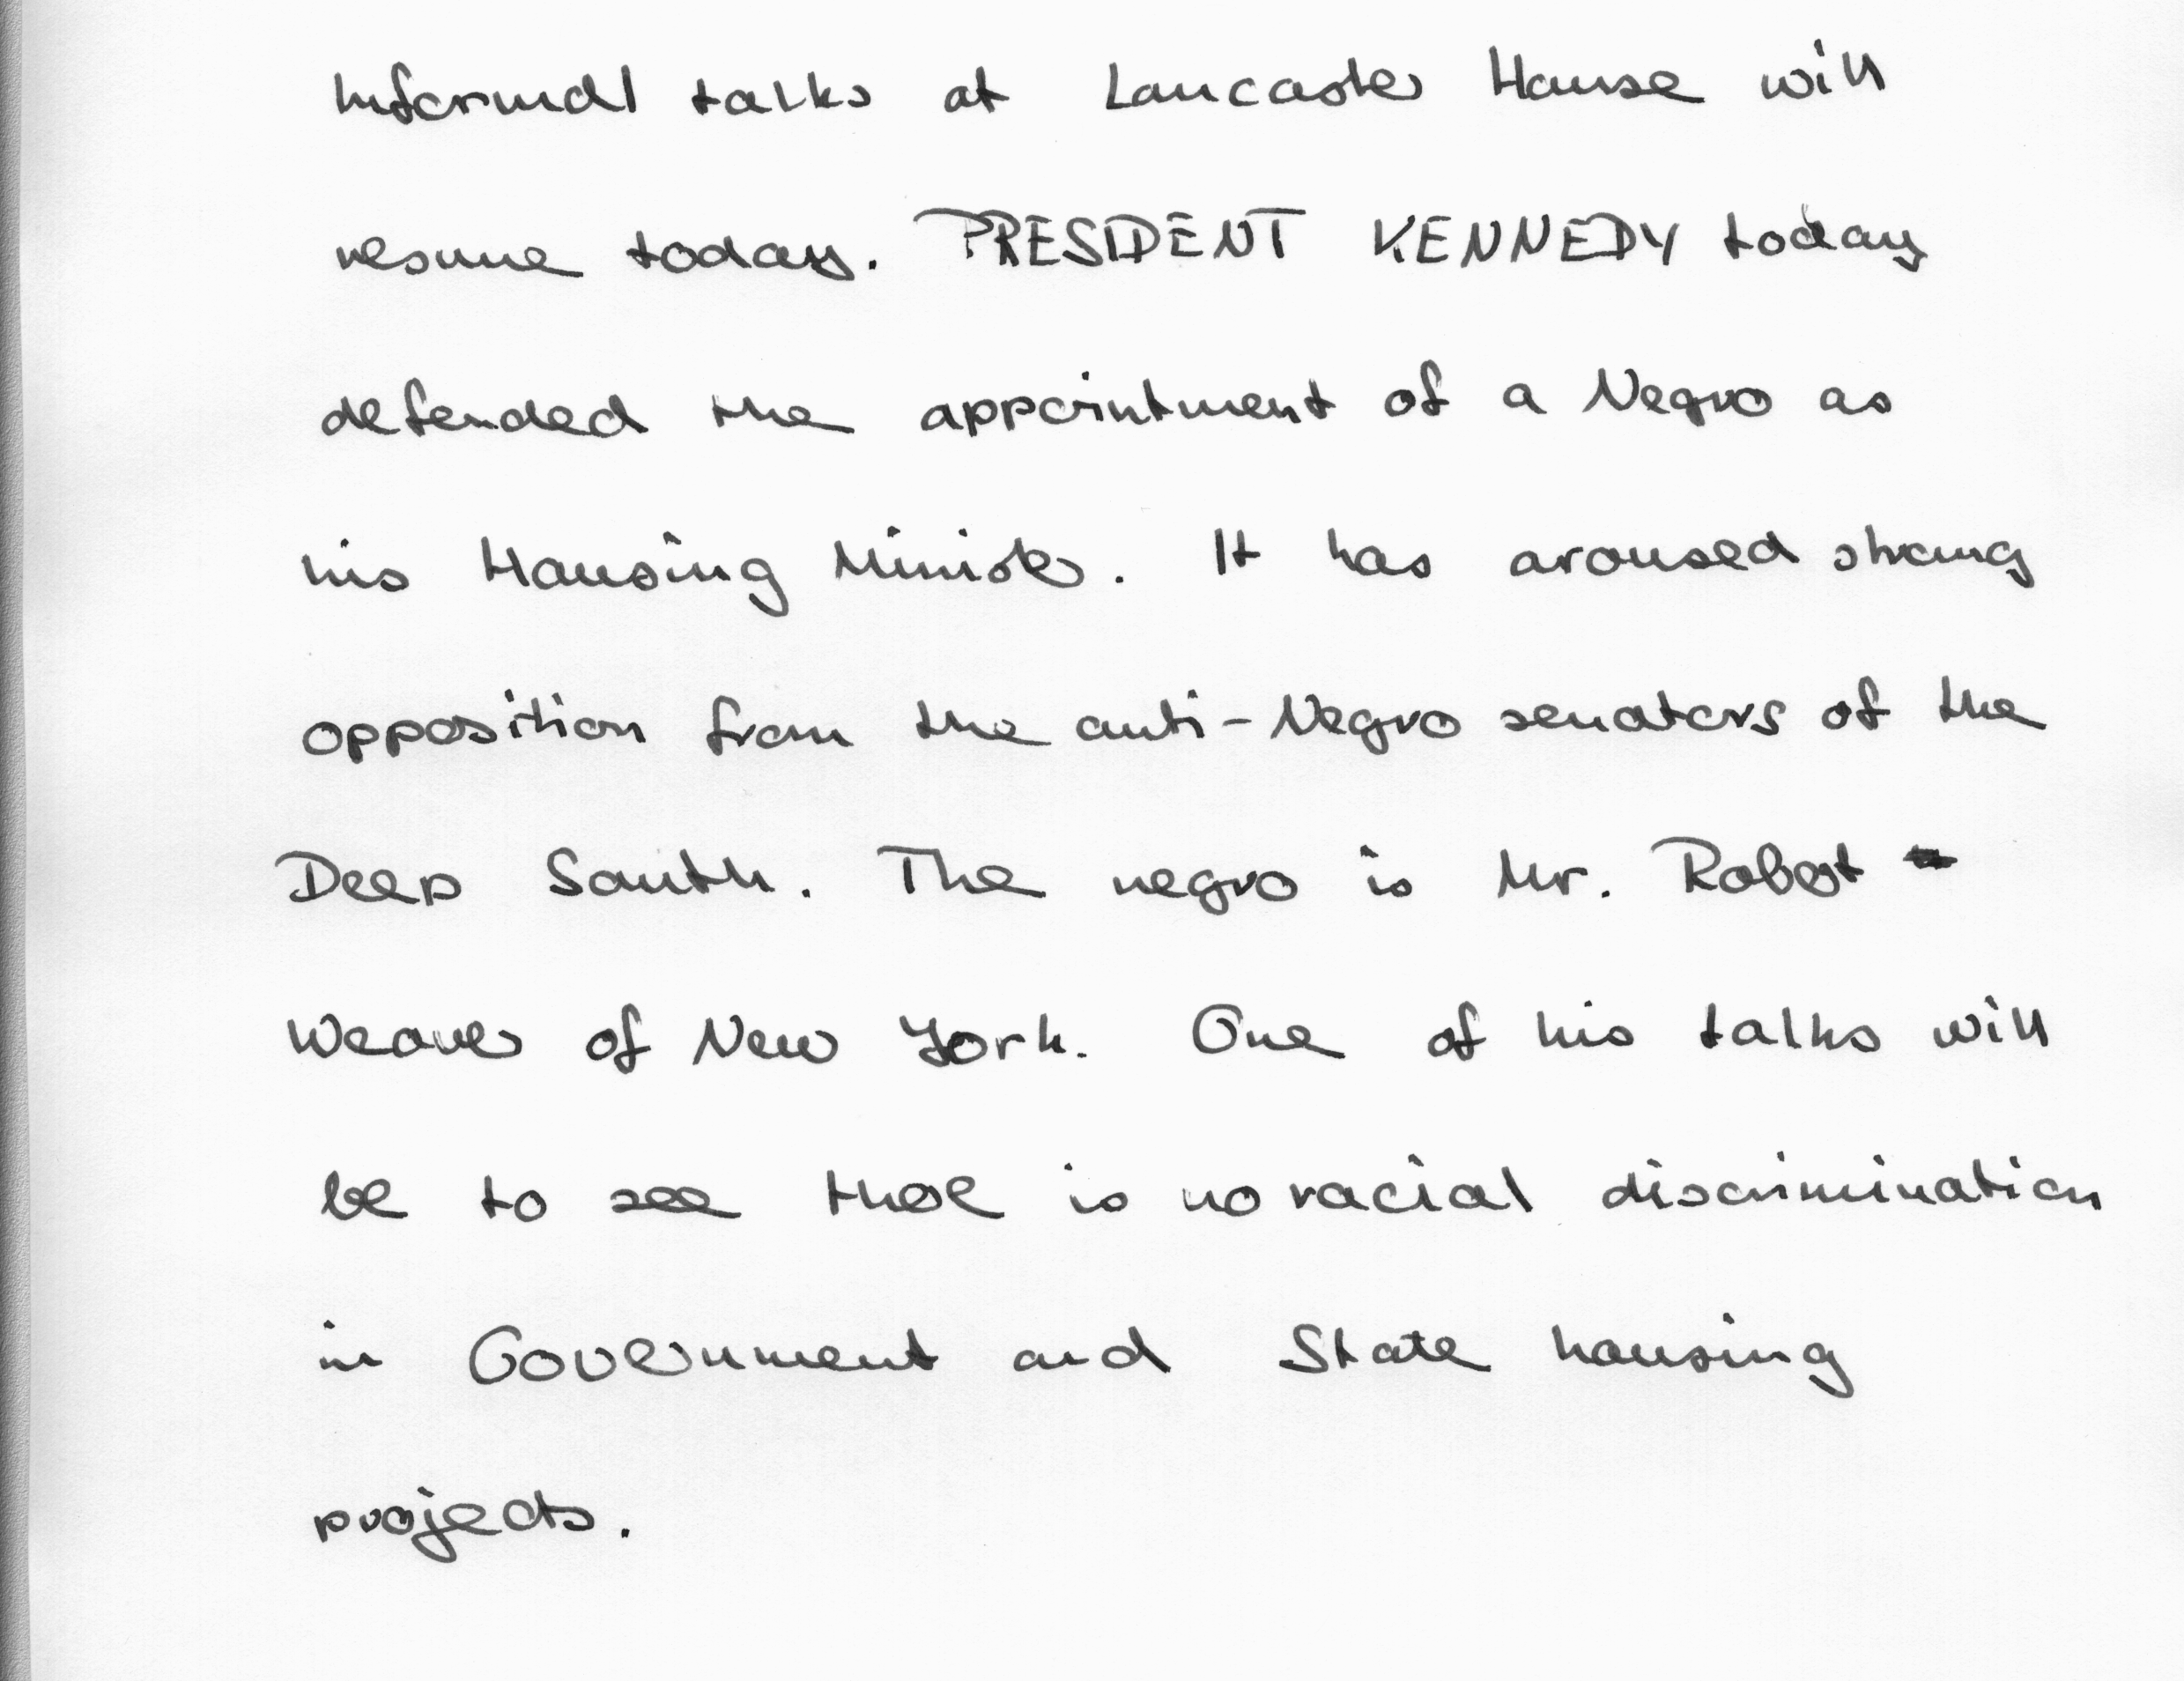 Informal talks at Lancaster House will
resume today. PRESIDENT KENNEDY today
defended the appointment of a Negro as
his Housing Minister. It has aroused strong
opposition from the anti-Negro senators of the
Deep South. The negro is Mr. Robert
Weaver of New York. One of his talks will
be to see there is no racial discrimination
in Government and State housing
projects.